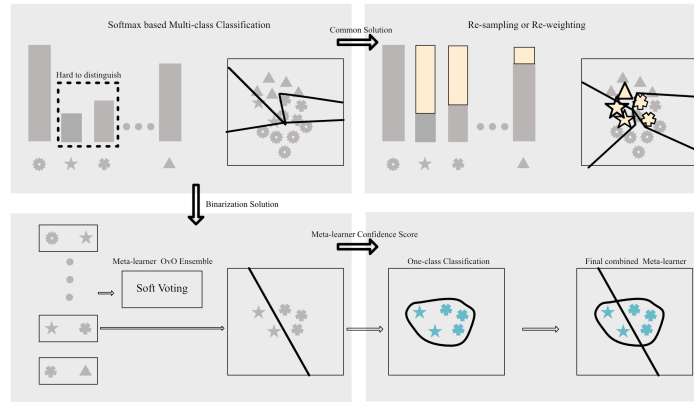 Softmax based Multi-class Classification
Common Solution
Re-sampling or Re-weighting
Hard to distinguish
Binarization Solution
Meta-learner Confidence Score
Meta-learner OvO Ensemble
Soft Voting
One-class Classification
Final combined Meta-learner